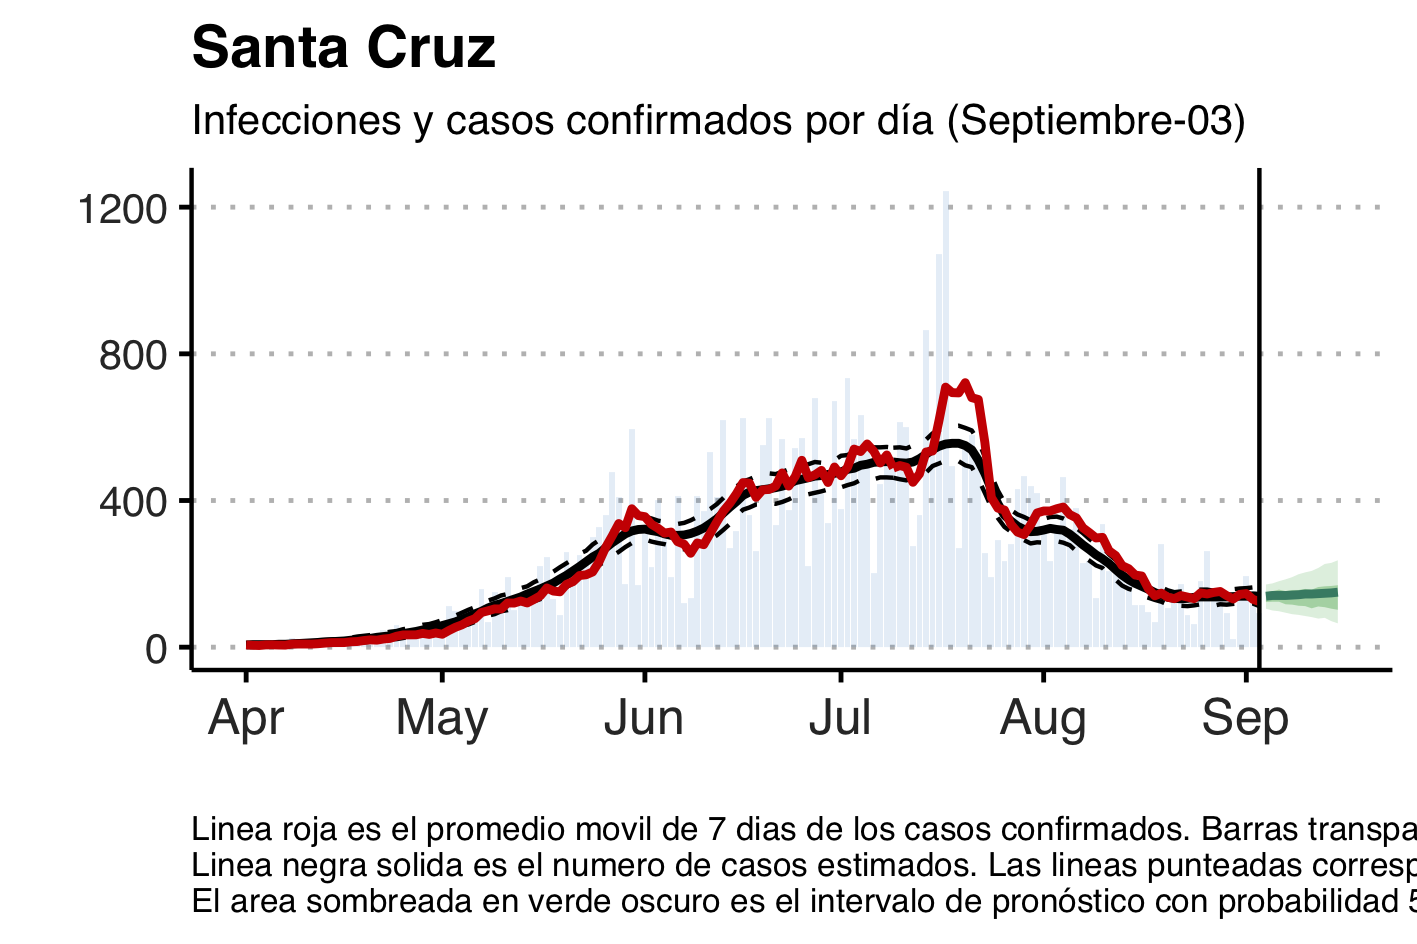 Santa Cruz
Infecciones y casos confirmados por día (Septiembre-03)
1200
800
400
0
Apr May Jun Jul Aug Sep
Linea roja es el promedio movil de 7 dias de los casos confirmados. Barras
Linea negra solida es el numero de casos estimados. Las lineas punteadas
El area sombreada en verde oscuro es el intervalo de pronóstico con probabilidad